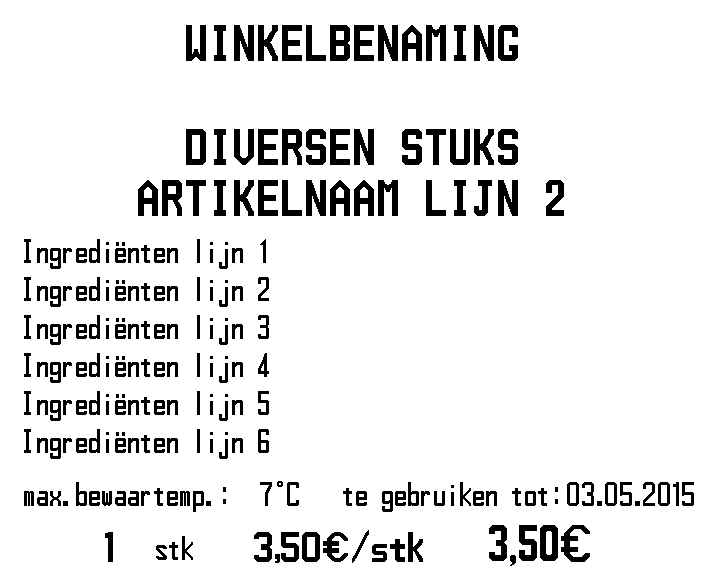 WINKELBENAMING
DIVERSEN STUKS
ARTIKELNAAM LIJN 2
Ingrediënten lijn 1
Ingrediënten lijn 2
Ingrediënten lijn 3
Ingrediënten lijn 4
Ingrediënten lijn 5
Ingrediënten lijn 6
max.bewaartemp.: 7°C te gebruiken tot:03.05.2015
1 stk 3,50€/stk 3,50€